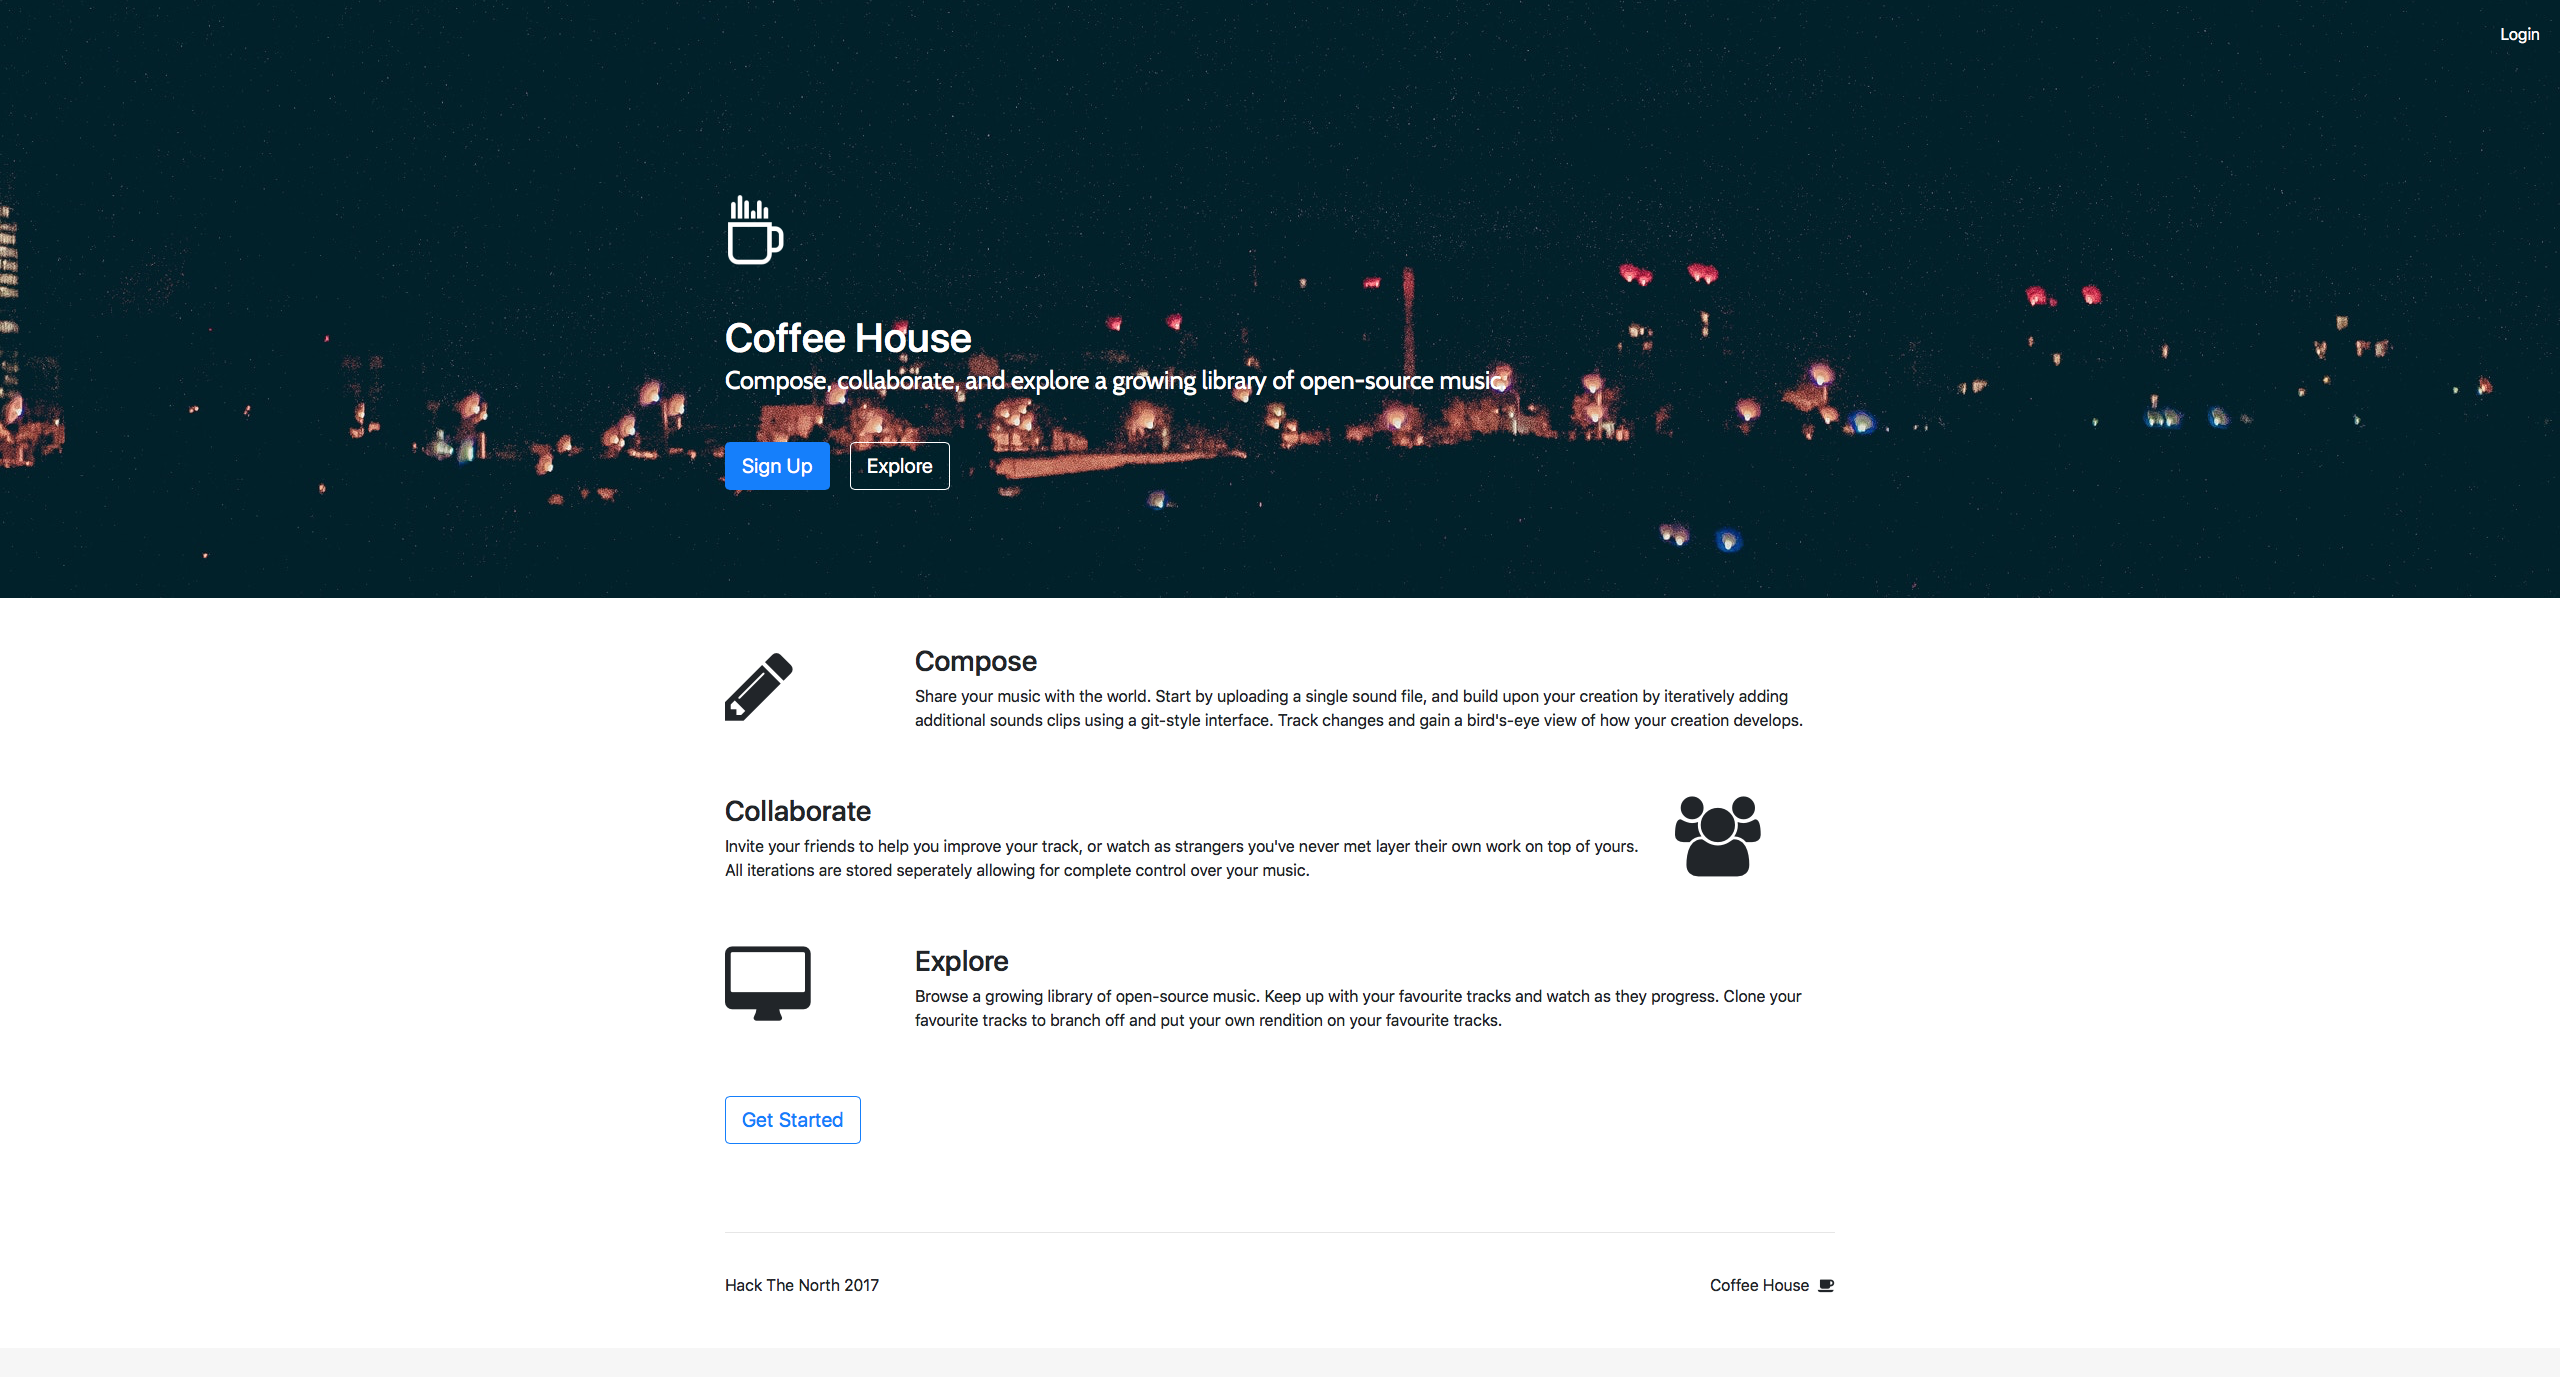 Login
Coffee House
Compose, collaborate, and explore a growing library of open-source music.
Sign Up
Explore
Compose
Share your music with the world. Start by uploading a single sound file, and build upon your creation by iteratively adding
additional sounds clips using a git-style interface. Track changes and gain a bird's-eye view of how your creation develops.
Collaborate
Invite your friends to help you improve your track, or watch as strangers you've never met layer their own work on top of yours.
All iterations are stored seperately allowing for complete control over your music.
Explore
Browse a growing library of open-source music. Keep up with your favourite tracks and watch as they progress. Clone your
favourite tracks to branch off and put your own rendition on your favourite tracks.
Get Started
Hack The North 2017
Coffee House